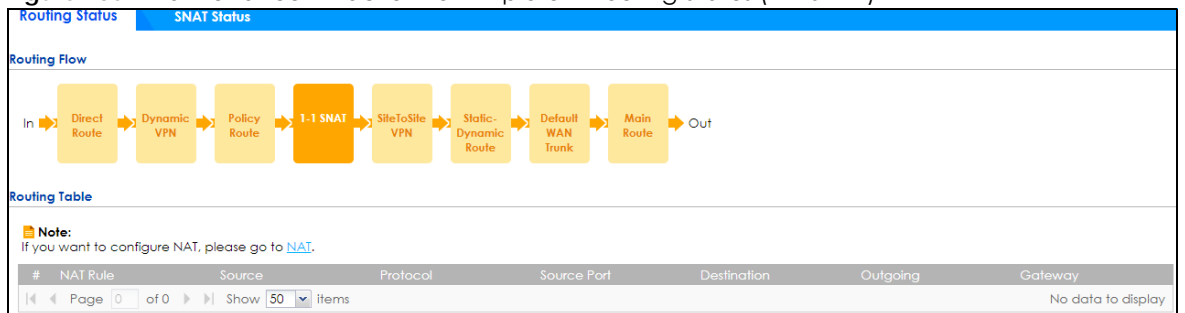 Routing Status SNAT Status
Routing Flow
In Direct Route Dynamic VPN Policy Route 1-1 SNAT SiteToSite VPN Static-Dynamic Route Default WAN Trunk Main Route Out
Routing Table
Note:
If you want to configure NAT, please go to NAT.
# NAT Rule Source Protocol Source Port Destination Outgoing Gateway
Page 0 of 0 Show 50 items No data to display